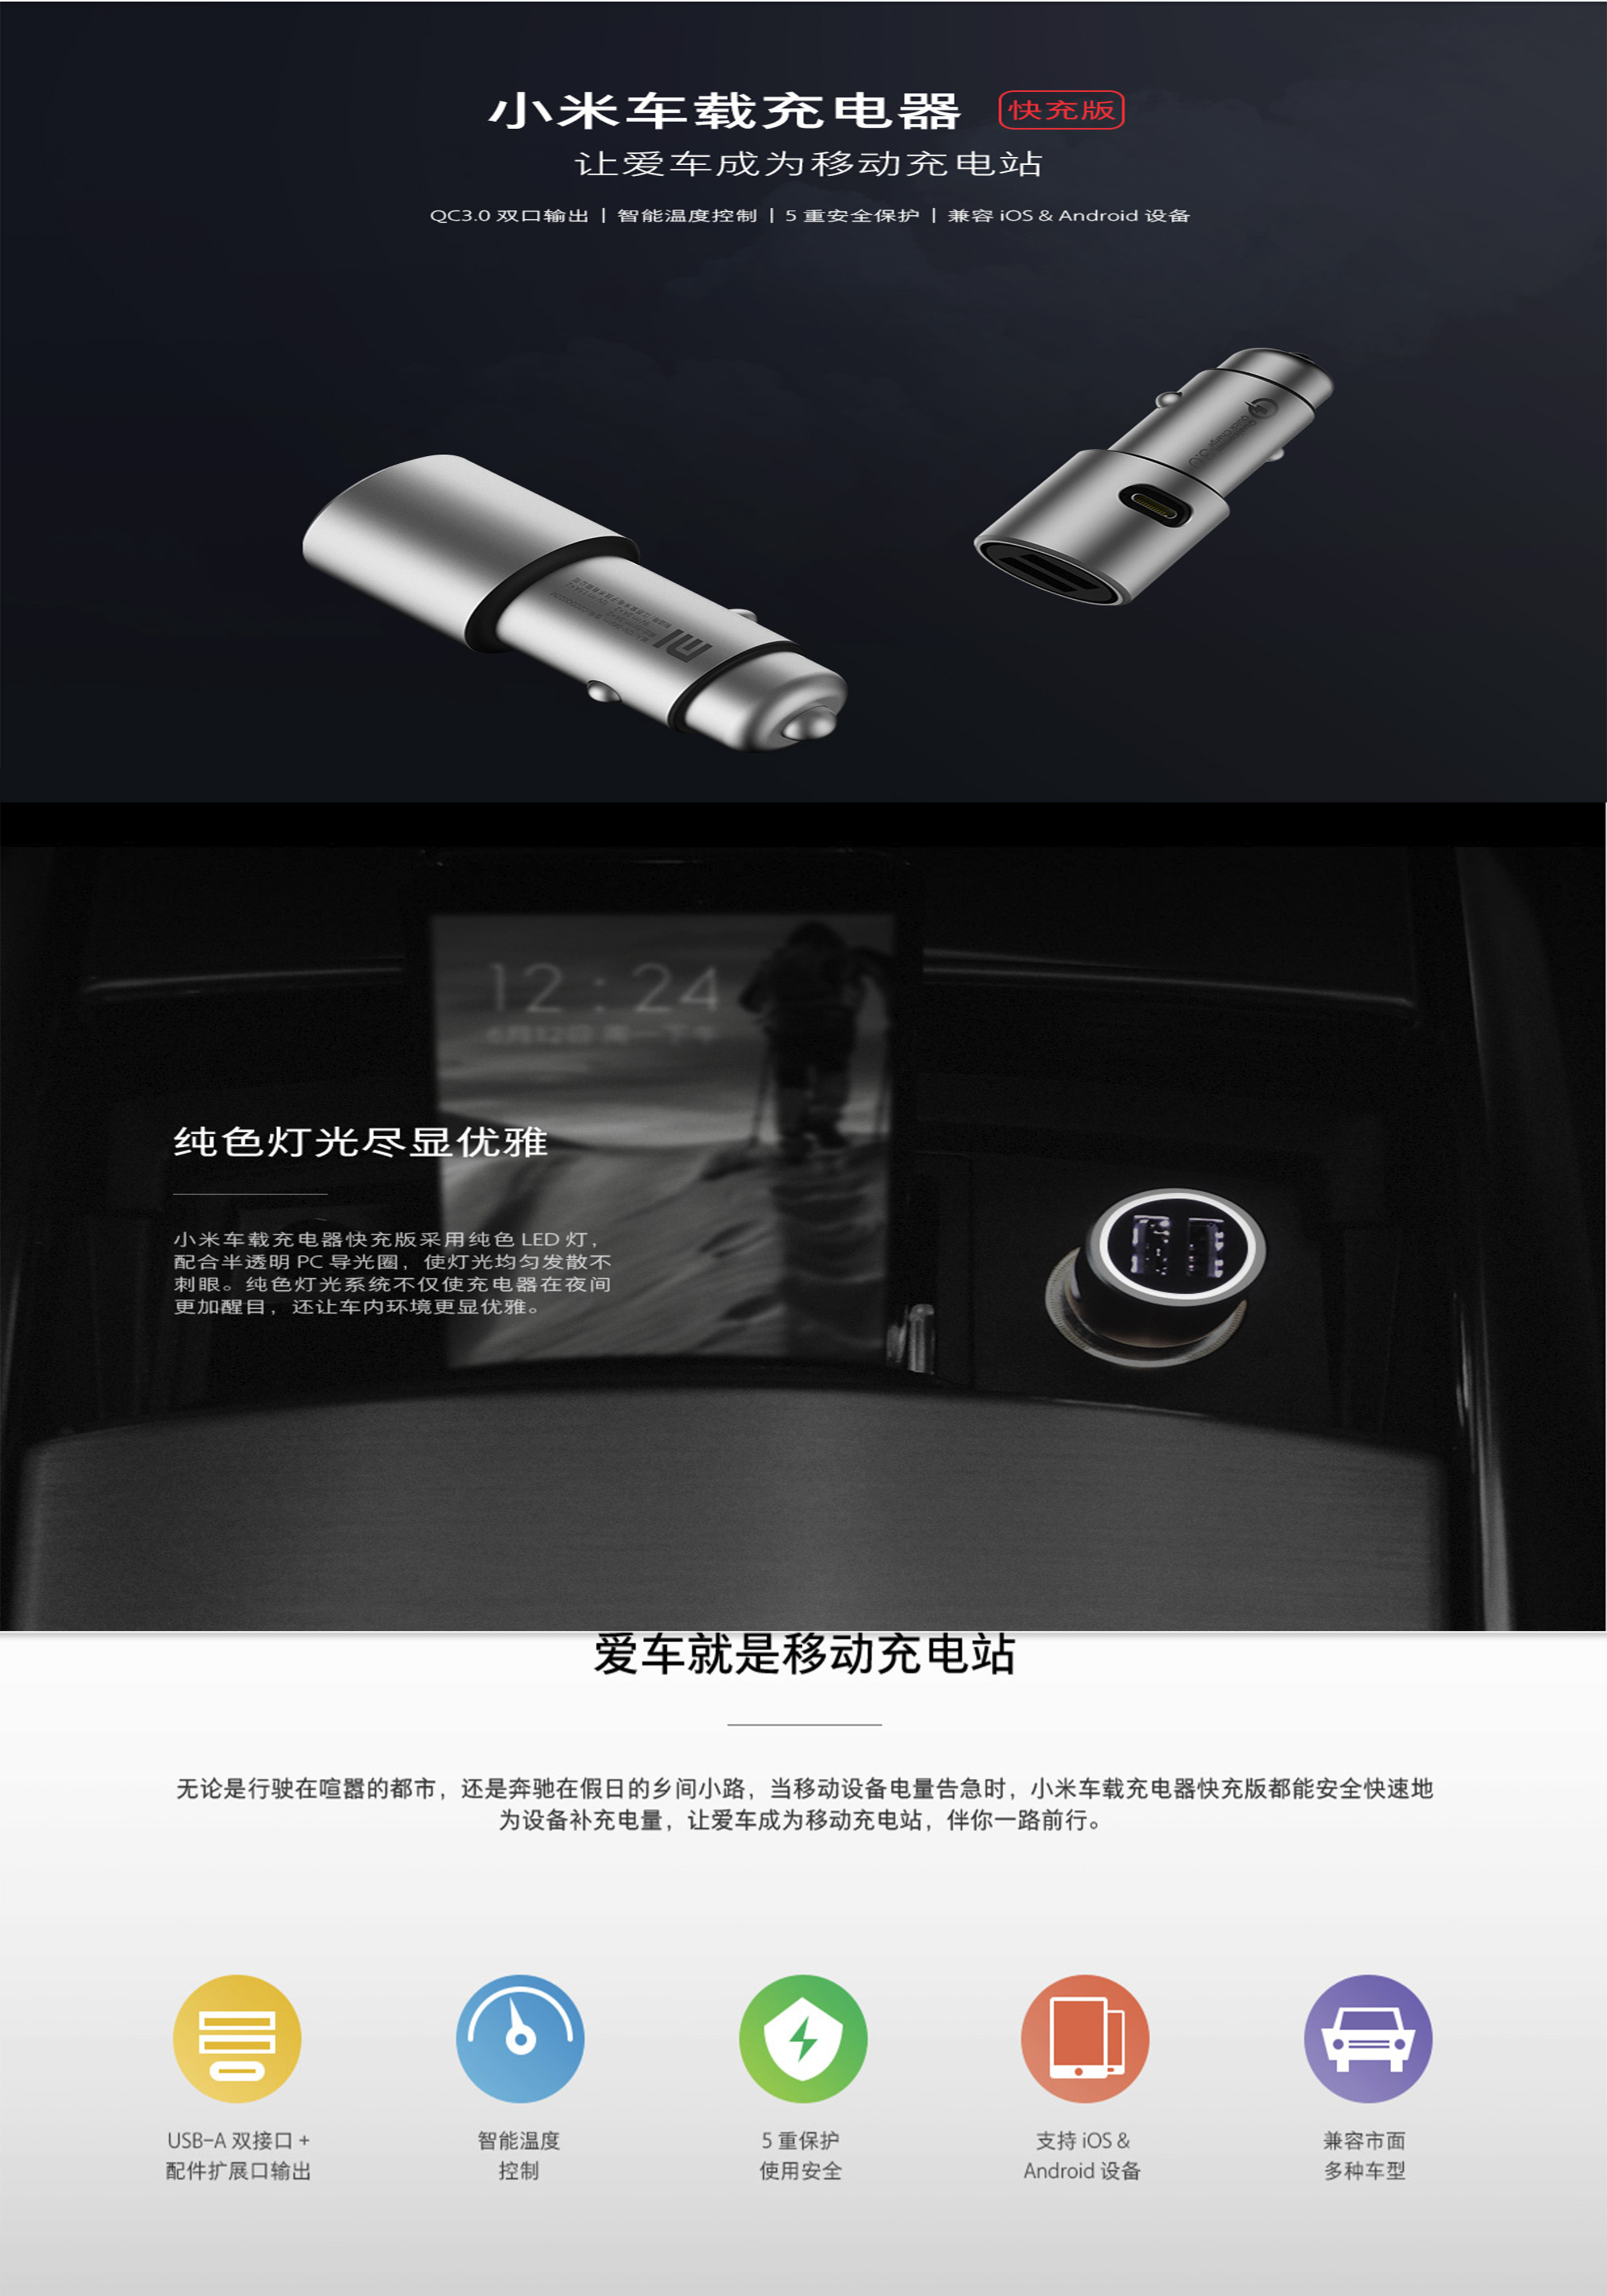 小米车载充电器 快充版
让爱车成为移动充电站
QC3.0 双口输出 | 智能温度控制 | 5 重安全保护 | 兼容 iOS & Android 设备
12 : 24
6月12日 周一下午
纯色灯光尽显优雅
小米车载充电器快充版采用纯色 LED 灯，
配合半透明 PC 导光圈，使灯光均匀发散不
刺眼。纯色灯光系统不仅使充电器在夜间
更加醒目，还让车内环境更显优雅。
爱车就是移动充电站
无论是行驶在喧嚣的都市，还是奔驰在假日的乡间小路，当移动设备电量告急时，小米车载充电器快充版都能安全快速地
为设备补充电量，让爱车成为移动充电站，伴你一路前行。
USB-A 双接口 +
配件扩展口输出
智能温度
控制
5 重保护
使用安全
支持 iOS &
Android 设备
兼容市面
多种车型